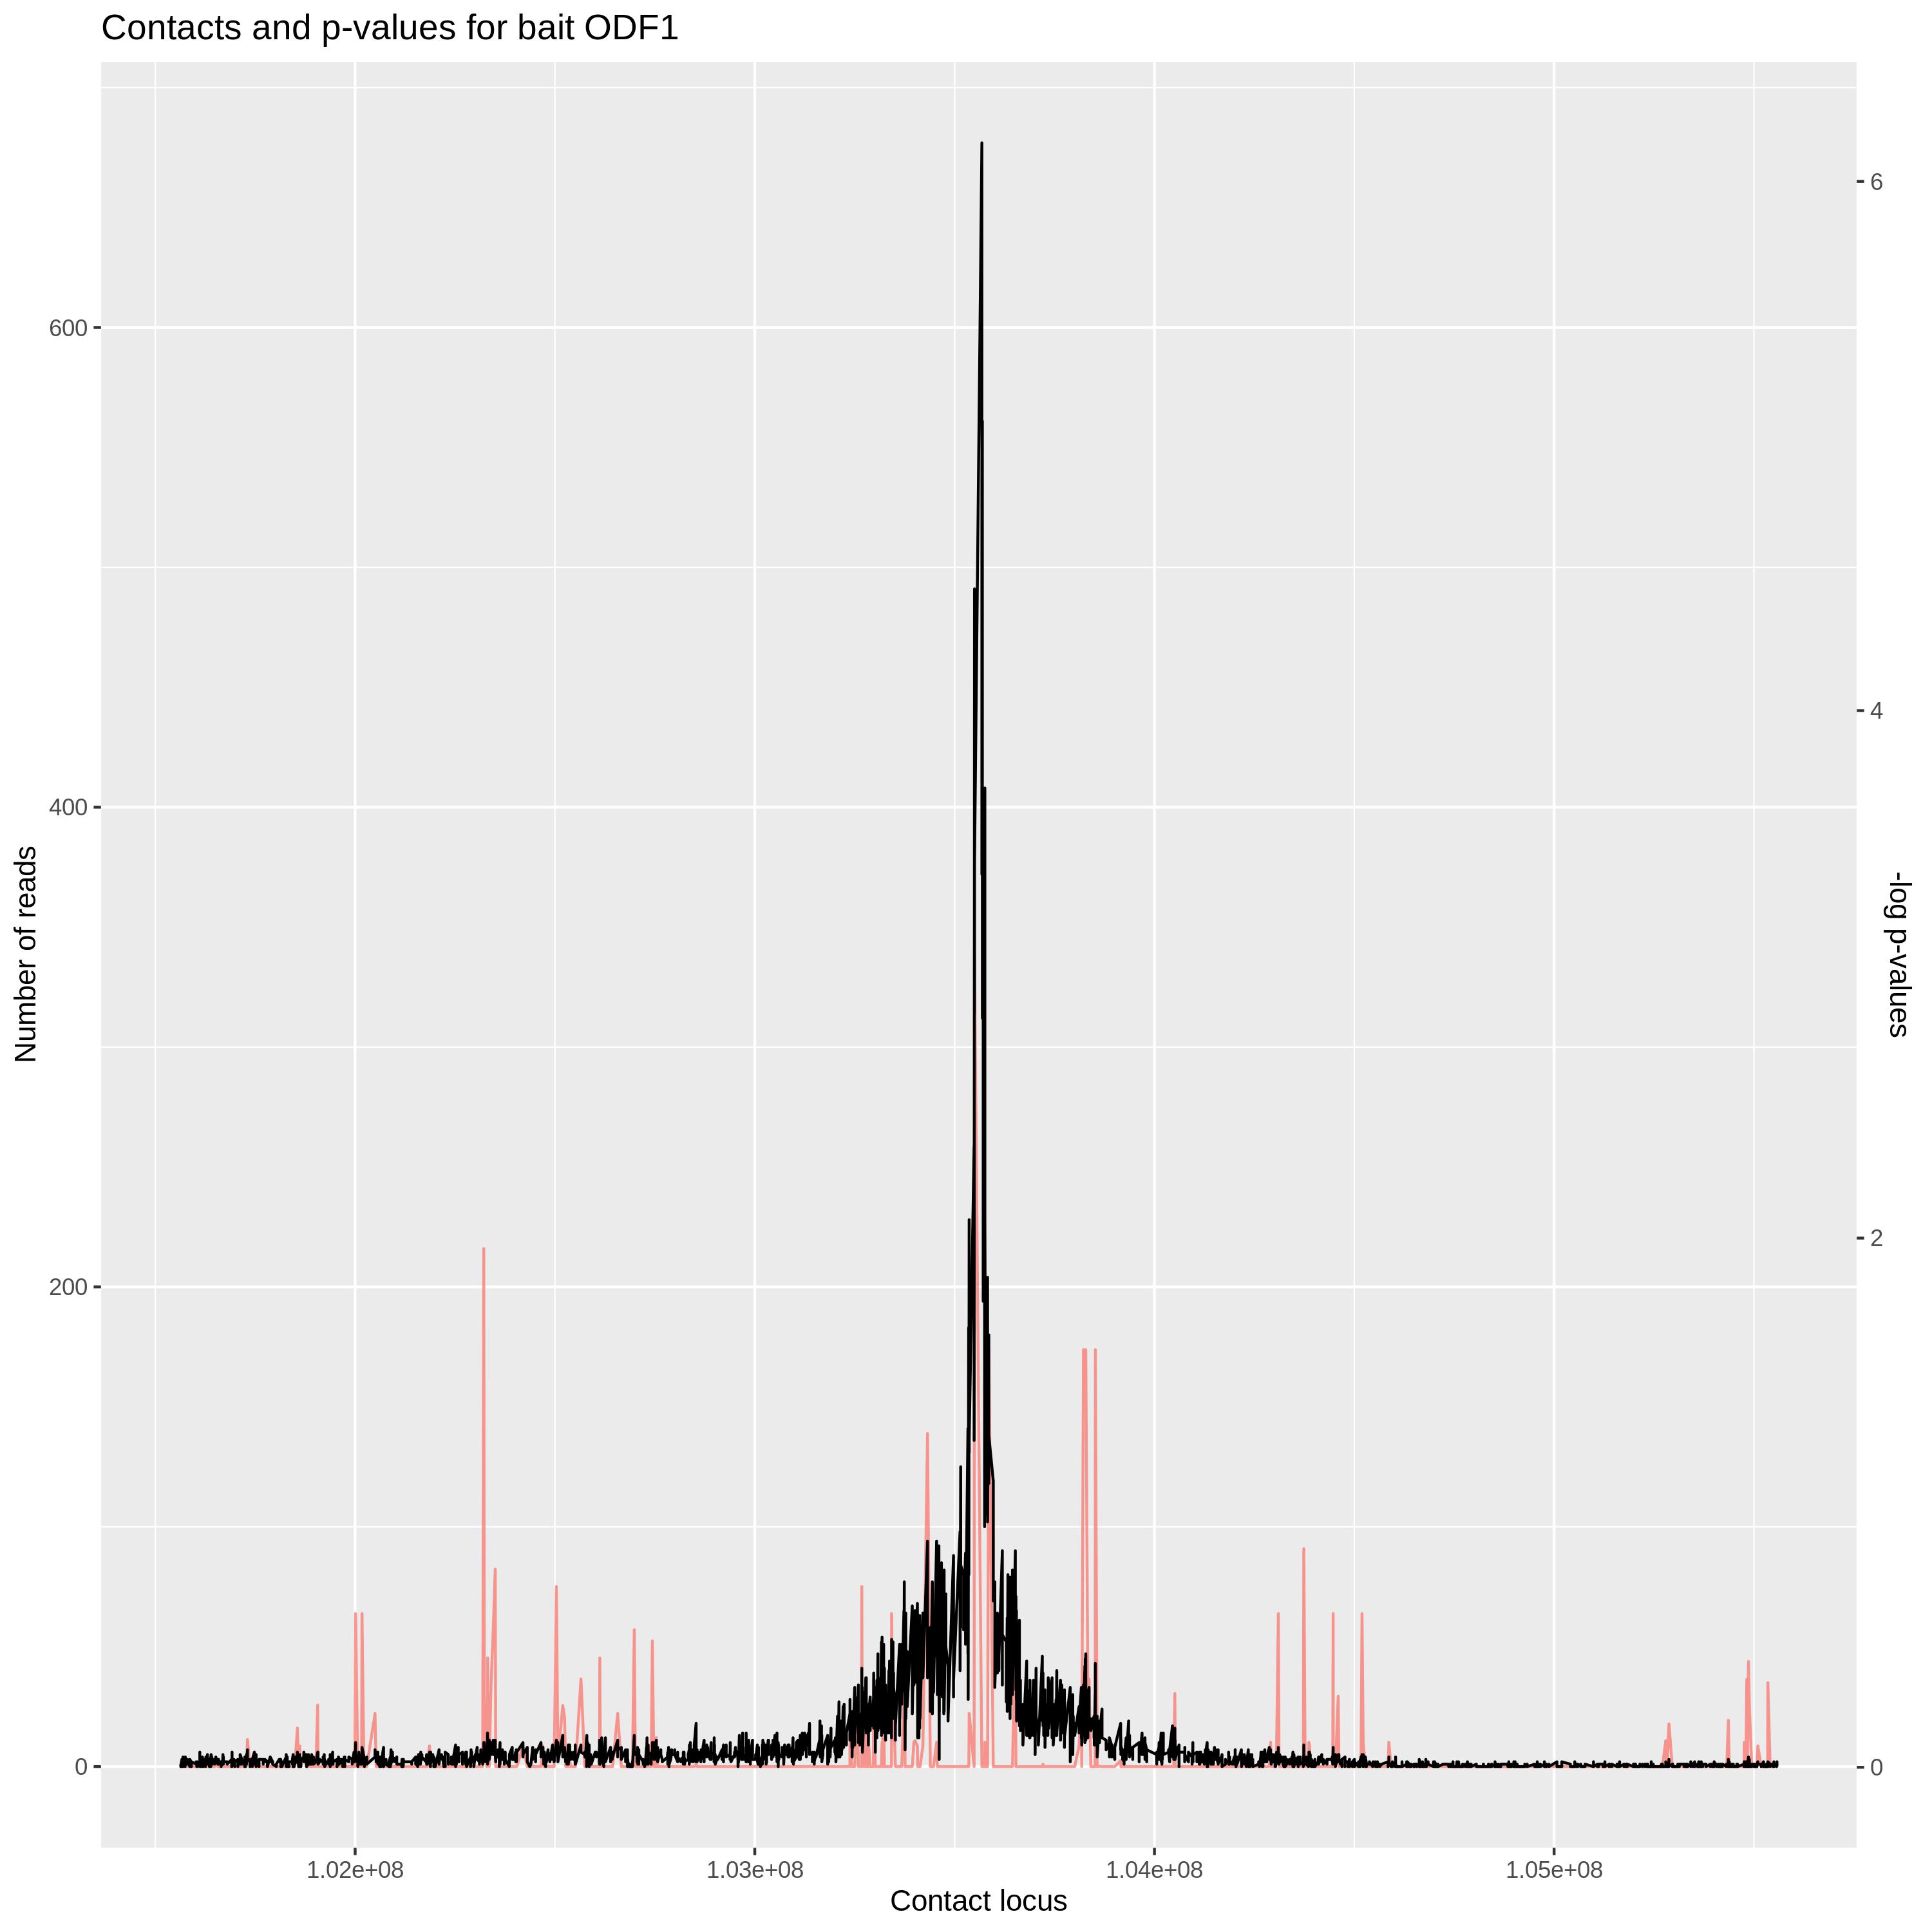 Contacts and p-values for bait ODF1
Number of reads
600
400
200
0
6
4
2
0
-log p-values
1.02e+08
1.03e+08
1.04e+08
1.05e+08
Contact locus